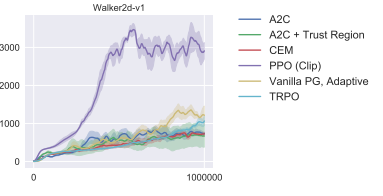 Walker2d-v1
3000
2000
1000
0
0
1000000
A2C
A2C + Trust Region
CEM
PPO (Clip)
Vanilla PG, Adaptive
TRPO